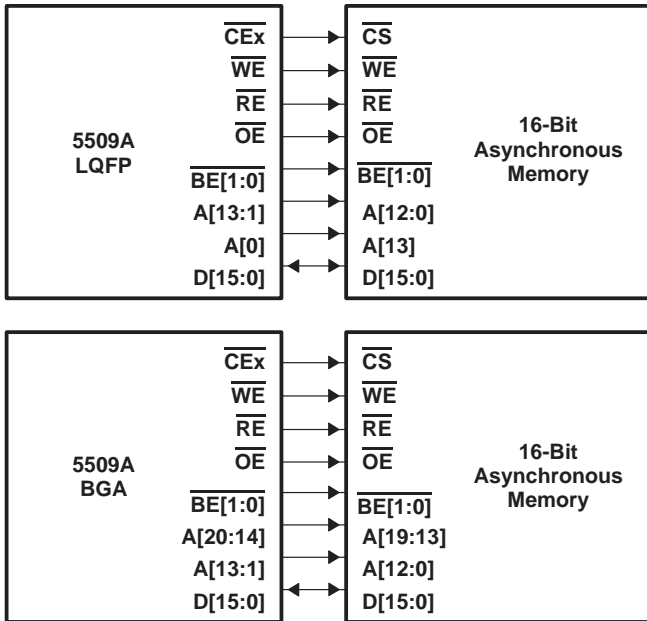 CEx CS
WE WE
RE RE
OE OE
5509A
LQFP
16-Bit
Asynchronous
Memory
BE[1:0] BE[1:0]
A[13:1] A[12:0]
A[0] A[13]
D[15:0] D[15:0]
CEx CS
WE WE
RE RE
OE OE
5509A
BGA
16-Bit
Asynchronous
Memory
BE[1:0] BE[1:0]
A[20:14] A[19:13]
A[13:1] A[12:0]
D[15:0] D[15:0]